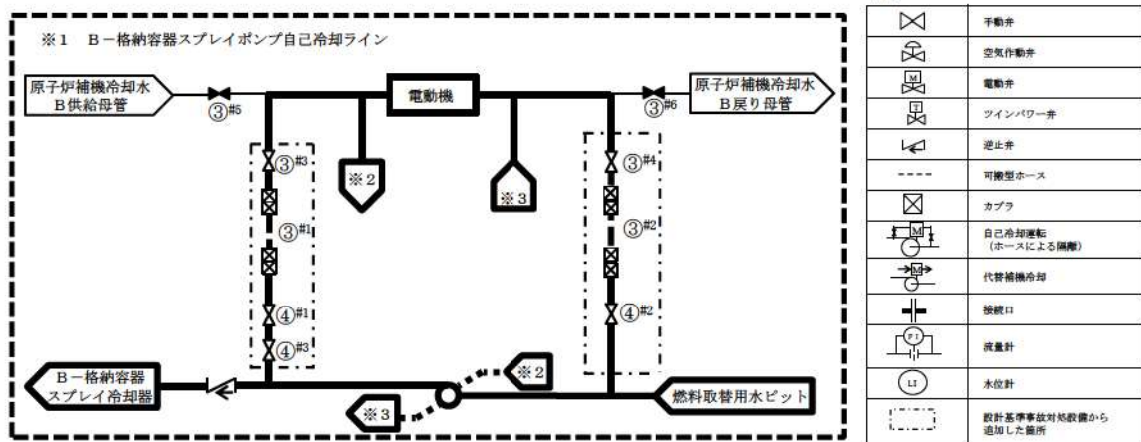 ※1 B-格納容器スプレイポンプ自己冷却ライン
原子炉補機冷却水
B供給母管
③#5
電動機
③#6
原子炉補機冷却水
B戻り母管
③#3
※2
※3
③#4
③#1
③#2
④#1
④#2
④#3
B-格納容器
スプレイ冷却器
※2
※3
燃料取替用水ピット
手動弁
空気作動弁
M
電動弁
T
ツインパワー弁
逆止弁
可搬型ホース
カプラ
M
自己冷却運転
(ホースによる隔離)
M
代替補機冷却
接続口
FI
流量計
LI
水位計
設計基準事故対処設備から
追加した箇所